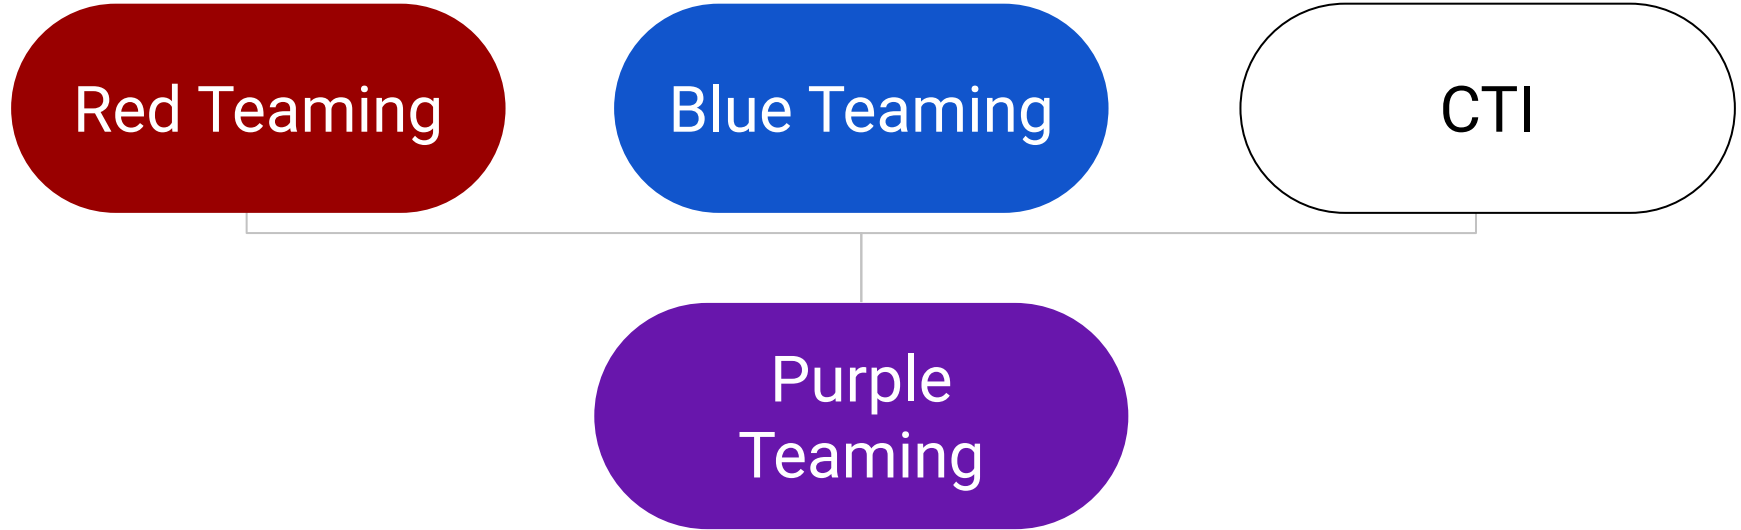 Red Teaming
Blue Teaming
CTI
Purple
Teaming